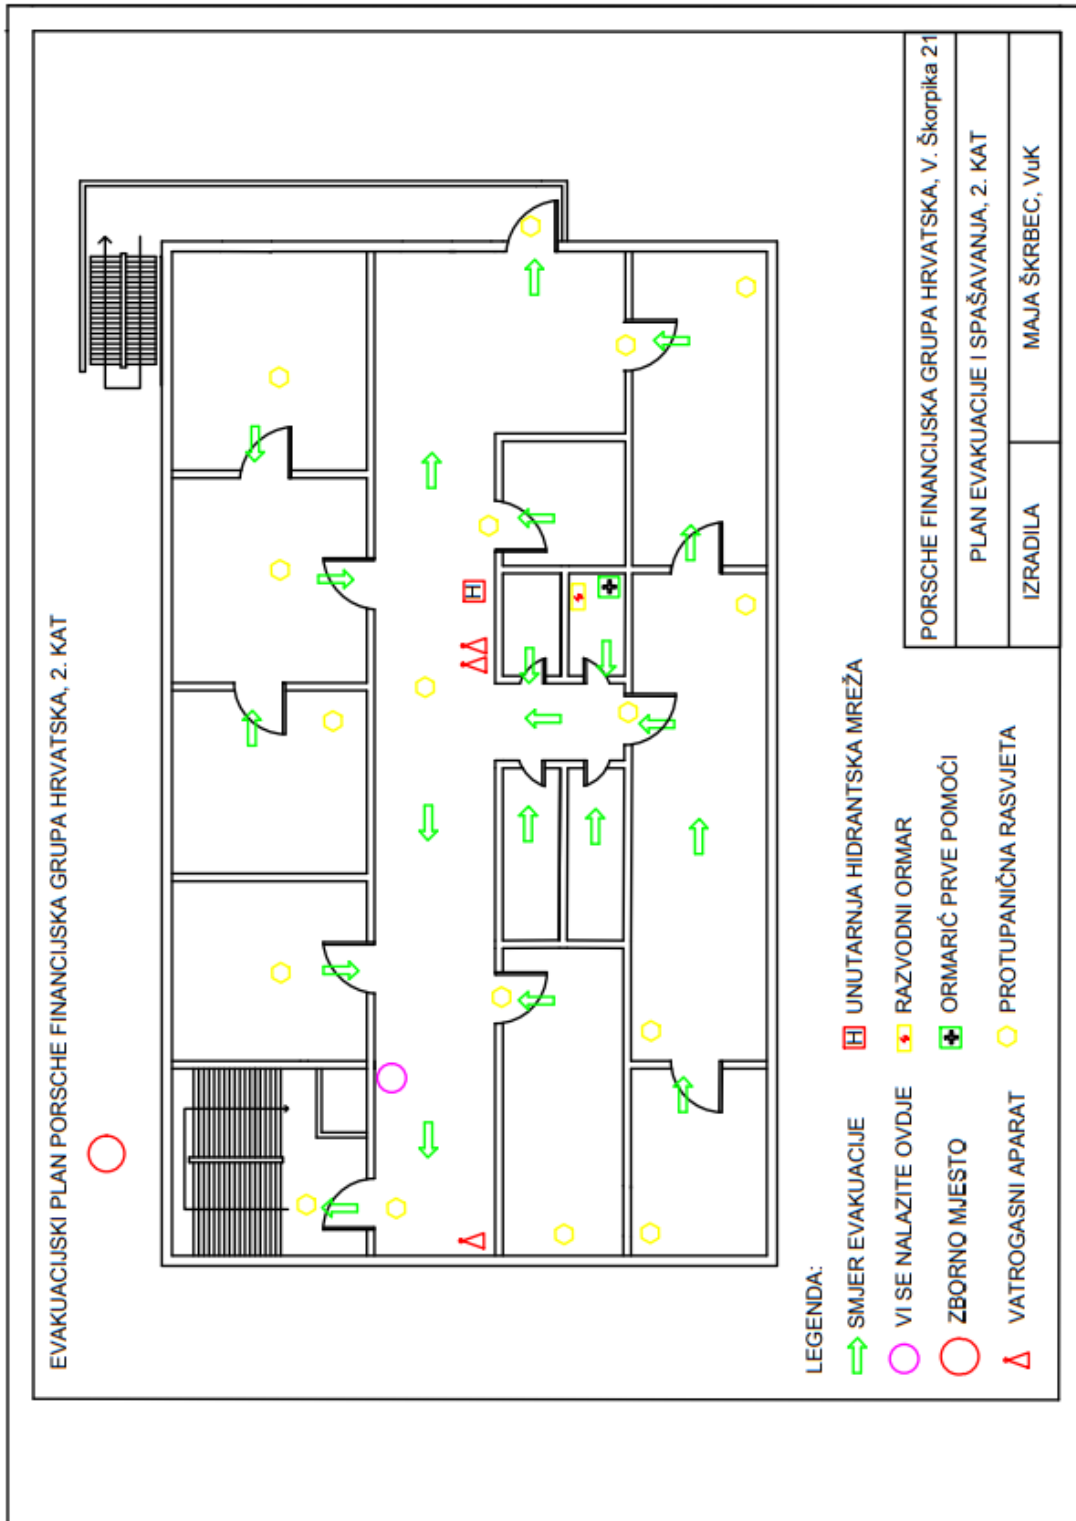 EVAKUACIJSKI PLAN PORSCHE FINANCIJSKA GRUPA HRVATSKA, 2. KAT
H
LEGENDA:
SMJER EVAKUACIJE
VI SE NALAZITE OVDJE
ZBORNO MJESTO
VATROGASNI APARAT
H UNUTARNJA HIDRANTSKA MREŽA
RAZVODNI ORMAR
ORMARIĆ PRVE POMOĆI
PROTUPANIČNA RASVJETA
PORSCHE FINANCIJSKA GRUPA HRVATSKA, V. Škorpika 21
PLAN EVAKUACIJE I SPAŠAVANJA, 2. KAT
IZRADILA
MAJA ŠKRBEC, VuK